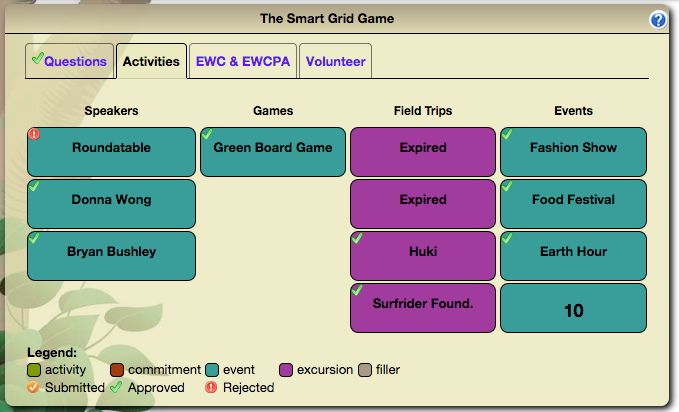 The Smart Grid Game
?
Questions Activities EWC & EWCPA Volunteer
Speakers Games Field Trips Events
Roundatable Green Board Game Expired Fashion Show
Donna Wong Expired Food Festival
Bryan Bushley Huki Earth Hour
Surfrider Found. 10
Legend:
activity commitment event excursion filler
Submitted Approved Rejected